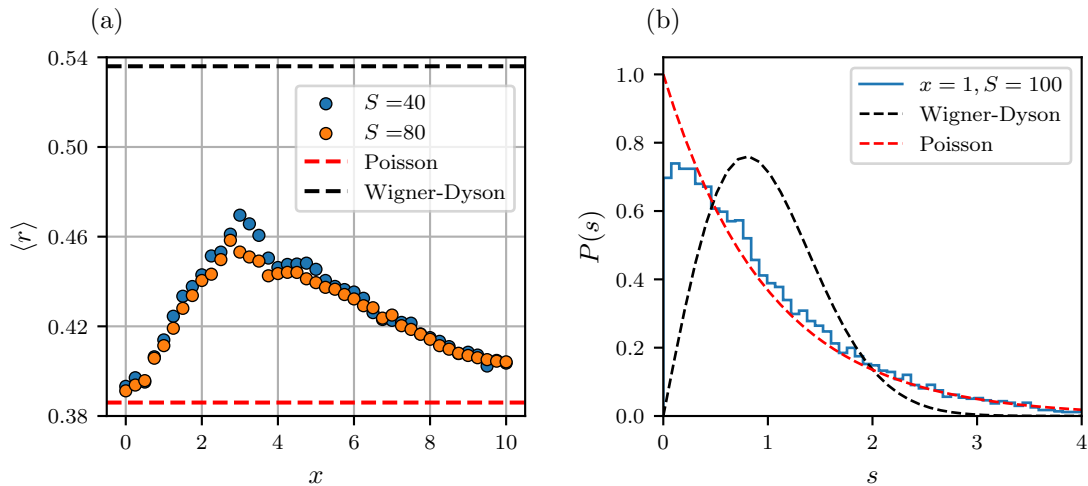 (a)
0.54
0.50
0.46
0.42
0.38
⟨r⟩
S =40
S =80
Poisson
Wigner-Dyson
0 2 4 6 8 10
x
(b)
1.0
0.8
0.6
0.4
0.2
0.0
P(s)
x = 1, S = 100
Wigner-Dyson
Poisson
0 1 2 3 4
s